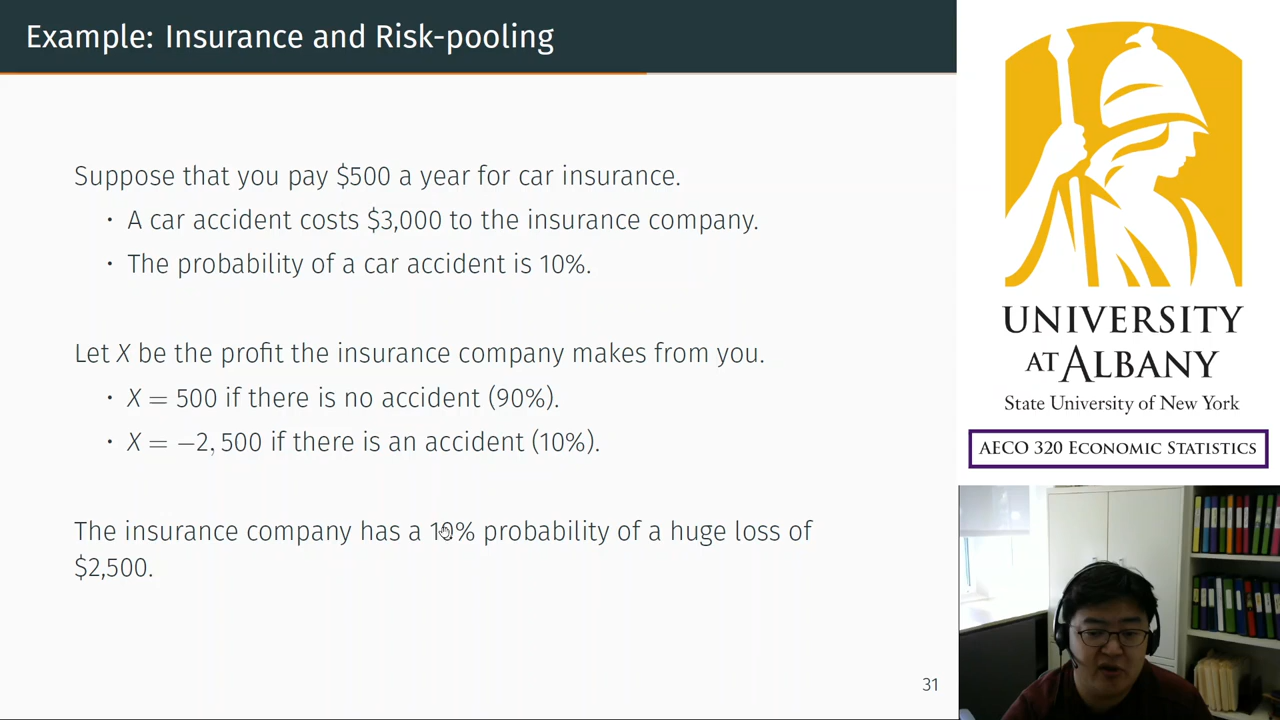 Example: Insurance and Risk-pooling
Suppose that you pay $500 a year for car insurance.
• A car accident costs $3,000 to the insurance company.
• The probability of a car accident is 10%.
Let X be the profit the insurance company makes from you.
• X = 500 if there is no accident (90%).
• X = −2, 500 if there is an accident (10%).
The insurance company has a 10% probability of a huge loss of
$2,500.
31
UNIVERSITY
AT ALBANY
State University of New York
AECO 320 ECONOMIC STATISTICS